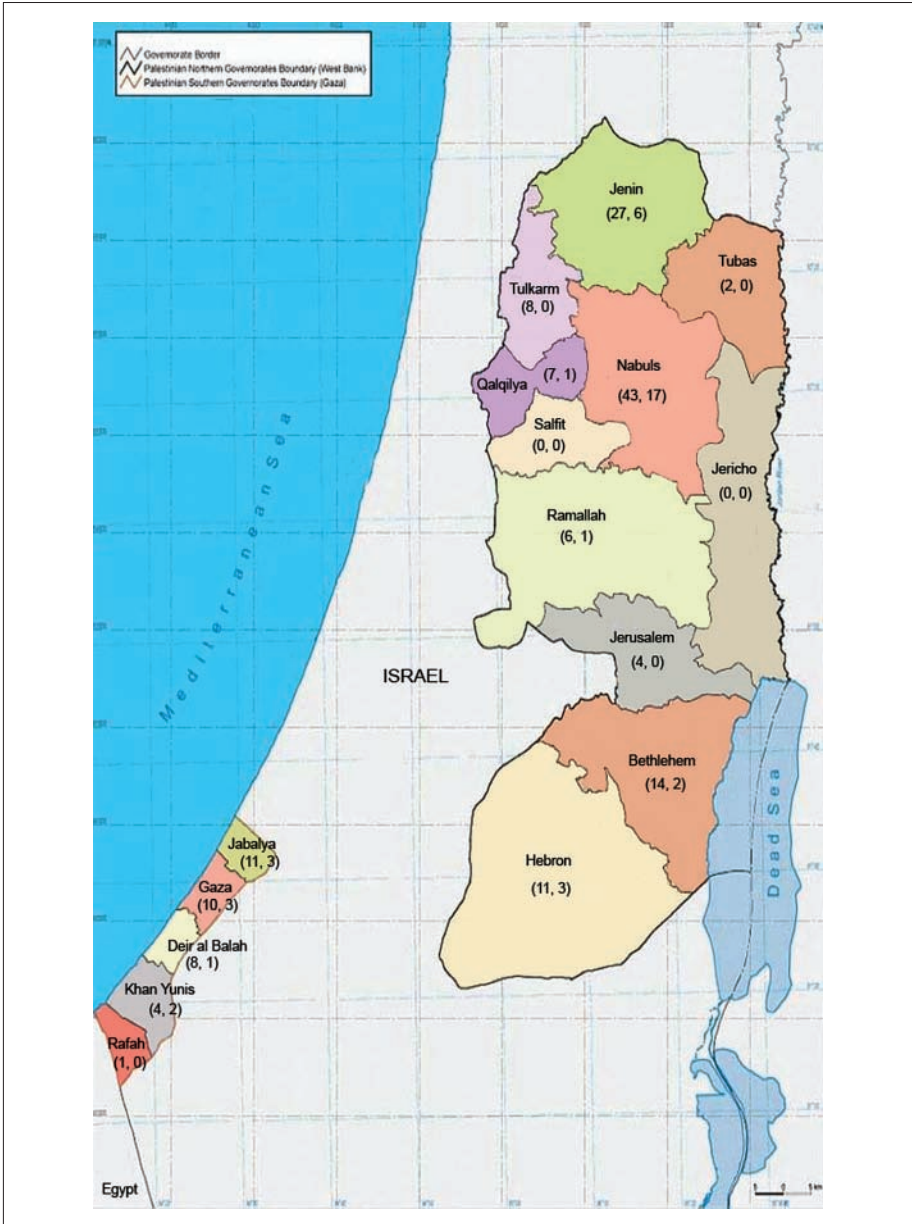 Governorate Border
Palestinian Northern Governorates Boundary (West Bank)
Palestinian Southern Governorates Boundary (Gaza)
Jenin
(27, 6)
Tubas
(2, 0)
Tulkarm
(8, 0)
Nabuls
(43, 17)
Qalqilya
(7, 1)
Salfit
(0, 0)
Jericho
(0, 0)
Jordan River
Ramallah
(6, 1)
Jerusalem
(4, 0)
Mediterranean Sea
ISRAEL
Bethlehem
(14, 2)
Dead Sea
Hebron
(11, 3)
Jabalya
(11, 3)
Gaza
(10, 3)
Deir al Balah
(8, 1)
Khan Yunis
(4, 2)
Rafah
(1, 0)
Egypt